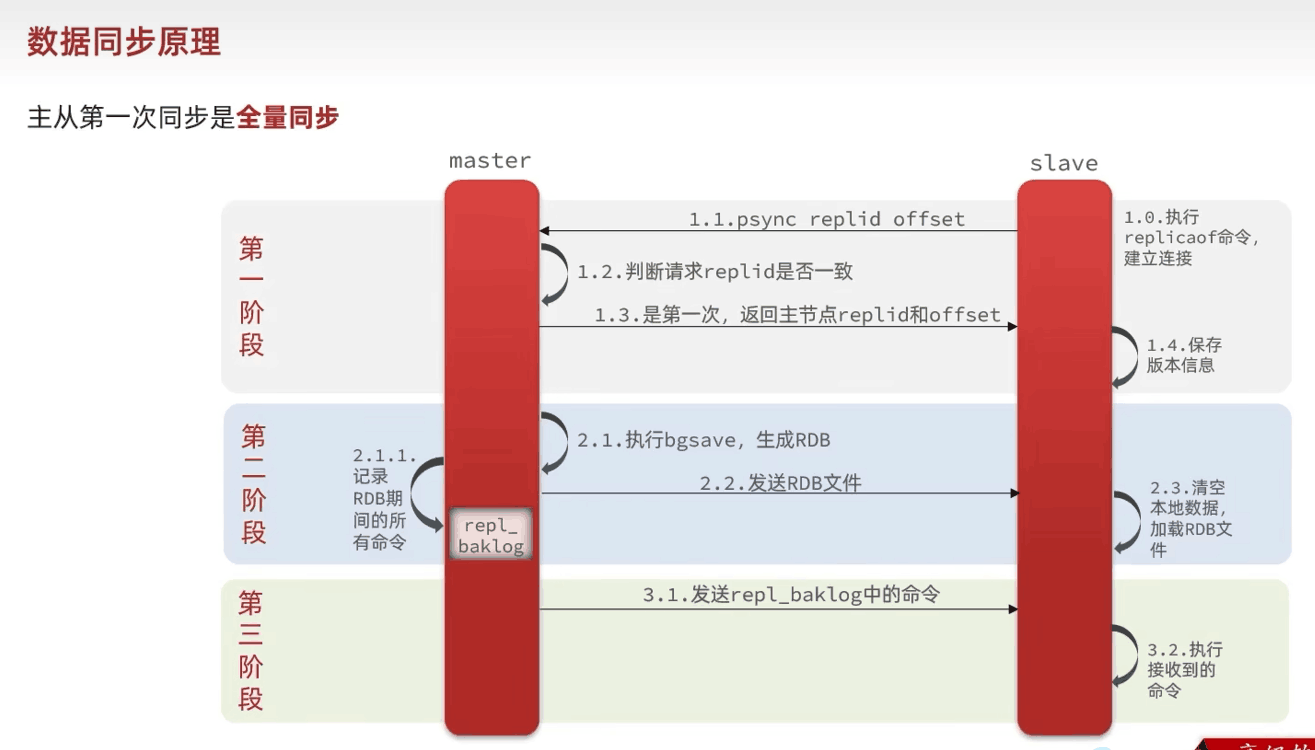 数据同步原理
主从第一次同步是全量同步
master
slave
第一阶段
1.0.执行
replicaof命令，
建立连接
1.1.psync replid offset
1.2.判断请求replid是否一致
1.3.是第一次，返回主节点replid和offset
1.4.保存
版本信息
第二阶段
2.1.执行bgsave，生成RDB
2.1.1.
记录
RDB期
间的所
有命令
repl_
baklog
2.2.发送RDB文件
2.3.清空
本地数据，
加载RDB文
件
第三阶段
3.1.发送repl_baklog中的命令
3.2.执行
接收到的
命令